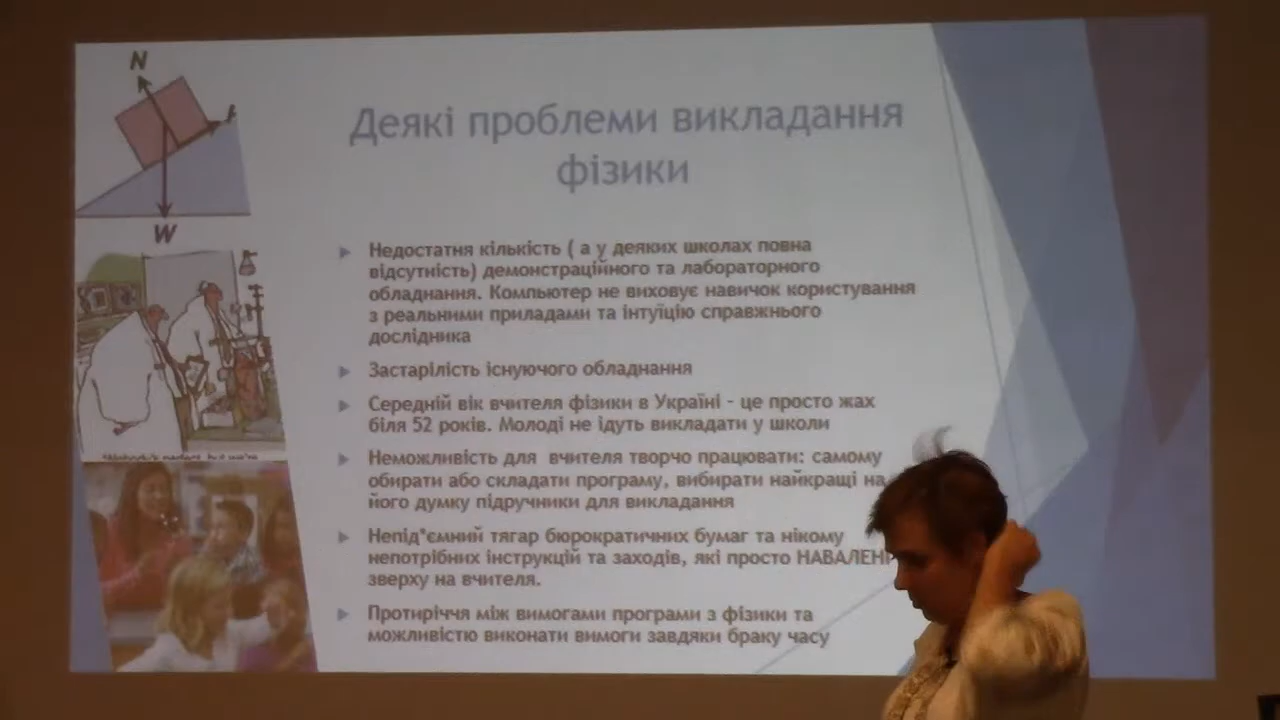 N
Деякі проблеми викладання
фізики
W
Недостатня кількість ( а у деяких школах повна
відсутність) демонстраційного та лабораторного
обладнання. Компьютер не виховує навичок користування
з реальними приладами та інтуїцію справжнього
дослідника
Застарілість існуючого обладнання
Середній вік вчителя фізики в Україні - це просто жах
біля 52 років. Молоді не ідуть викладати у школи
Неможливість для вчителя творчо працювати: самому
обирати або складати програму, вибирати найкращі на
його думку підручники для викладання
Непід*ємний тягар бюрократичних бумаг та нікому
непотрібних інструкцій та заходів, які просто НАВАЛЕНІ
зверху на вчителя.
Протиріччя між вимогами програми з фізики та
можливістю виконати вимоги завдяки браку часу